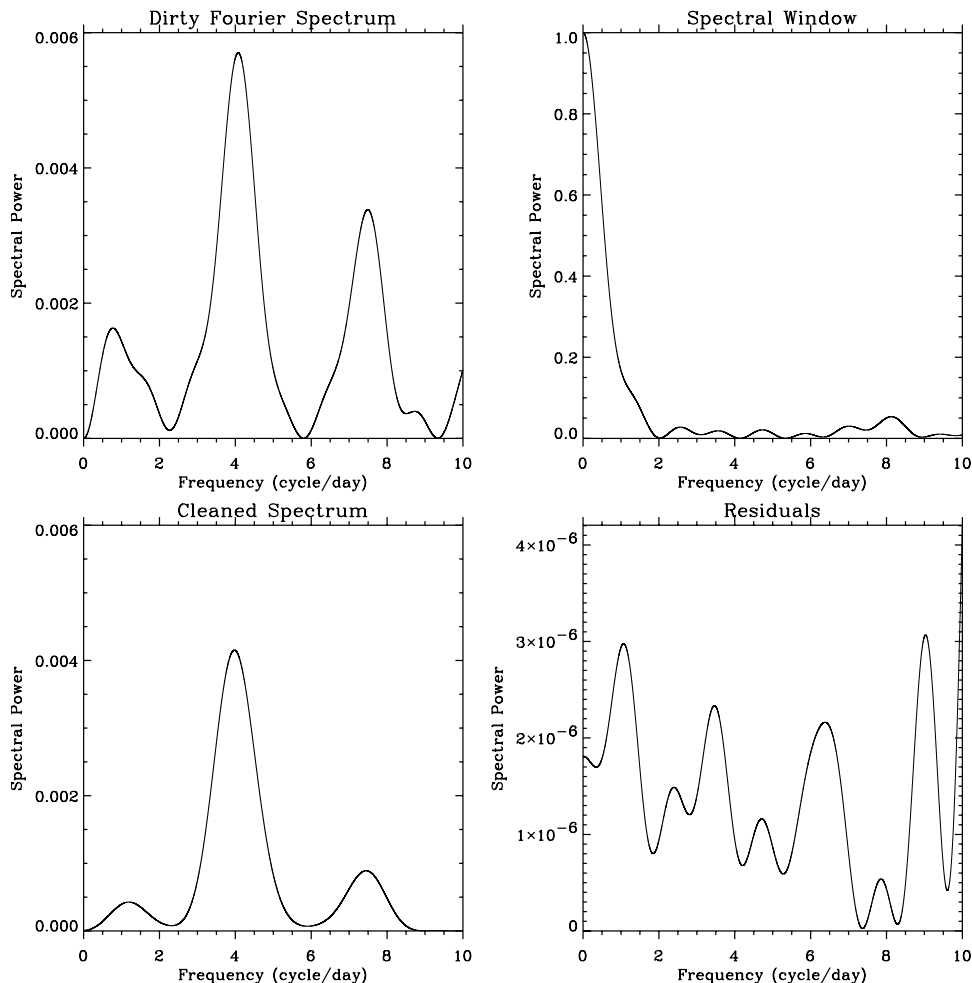 Dirty Fourier Spectrum
0.006
0.004
0.002
0.000
Spectral Power
0 2 4 6 8 10
Frequency (cycle/day)
Spectral Window
1.0
0.8
0.6
0.4
0.2
0.0
Spectral Power
0 2 4 6 8 10
Frequency (cycle/day)
Cleaned Spectrum
0.006
0.004
0.002
0.000
Spectral Power
0 2 4 6 8 10
Frequency (cycle/day)
Residuals
4×10⁻⁶
3×10⁻⁶
2×10⁻⁶
1×10⁻⁶
0
Spectral Power
0 2 4 6 8 10
Frequency (cycle/day)